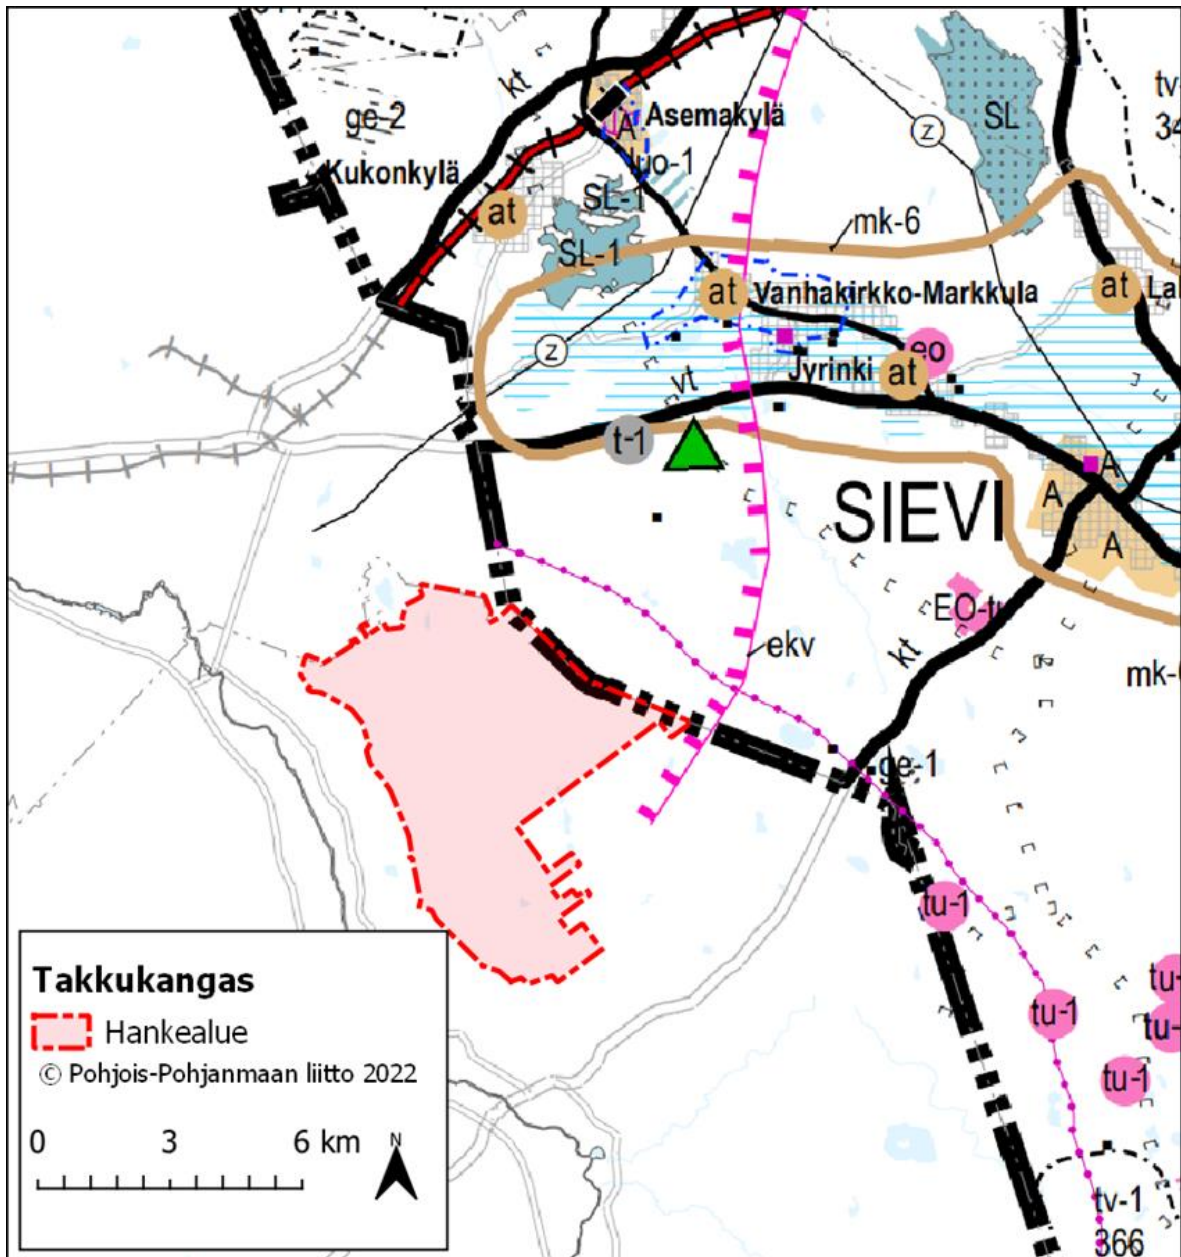 kt
tv-
34
ge-2
A
Asemakylä
SL
z
luo-1
Kukonkylä
SL-1
at
mk-6
SL-1
at
Vanhakirkko-Markkula
at
z
eo
Jyrinki
at
vt
t-1
A
A
SIEVI
A
EO-t
ekv
kt
mk-
ge-1
tu-1
Takkukangas
tu-
Hankealue
tu-1
tu-
© Pohjois-Pohjanmaan liitto 2022
tu-1
0 3 6 km
N
tv-1
366